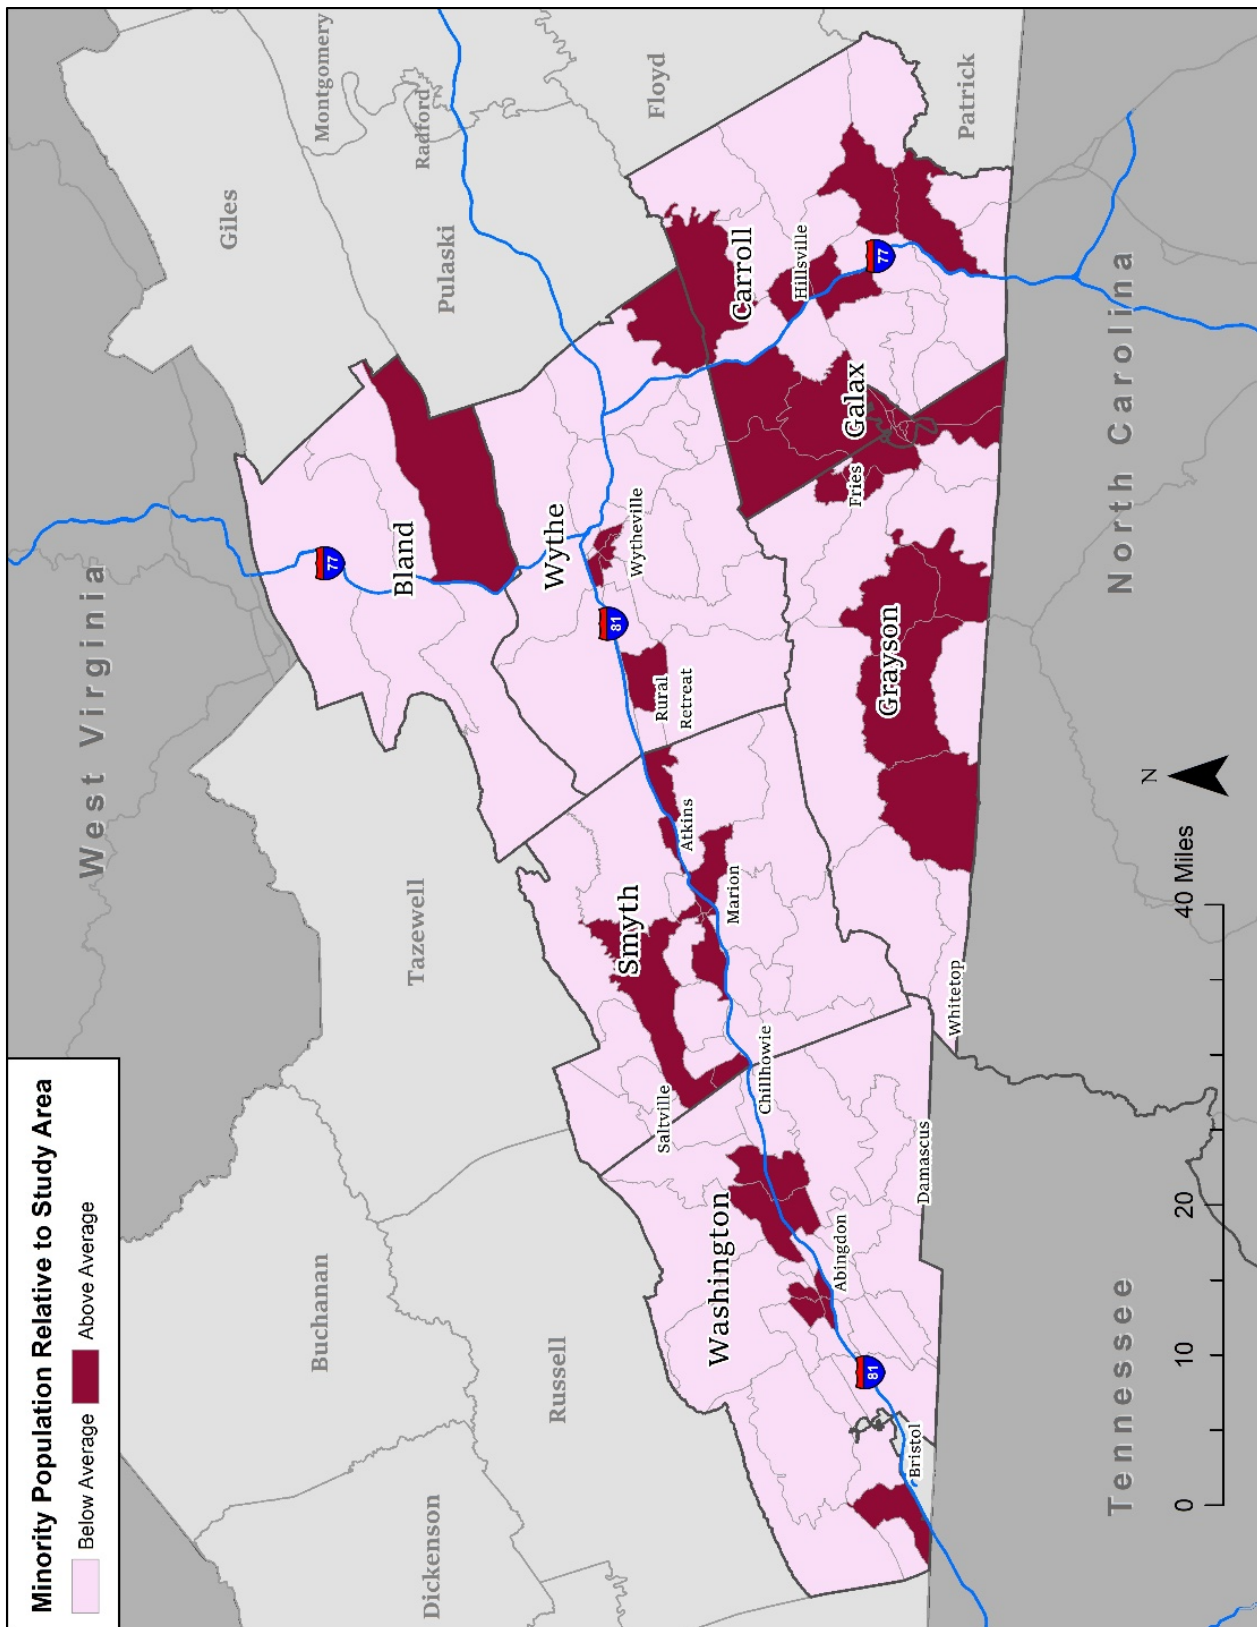 Minority Population Relative to Study Area
Below Average
Above Average
West Virginia
Giles
Montgomery
Radford
Pulaski
Floyd
Patrick
Buchanan
Tazewell
Dickenson
Russell
77
Bland
Wythe
Wytheville
81
Rural
Retreat
Carroll
Hillsville
77
Galax
Fries
Smyth
Atkins
Marion
Saltville
Chillhowie
Grayson
Whitetop
Washington
Abingdon
Damascus
81
Bristol
Tennessee
North Carolina
N
0
10
20
40 Miles